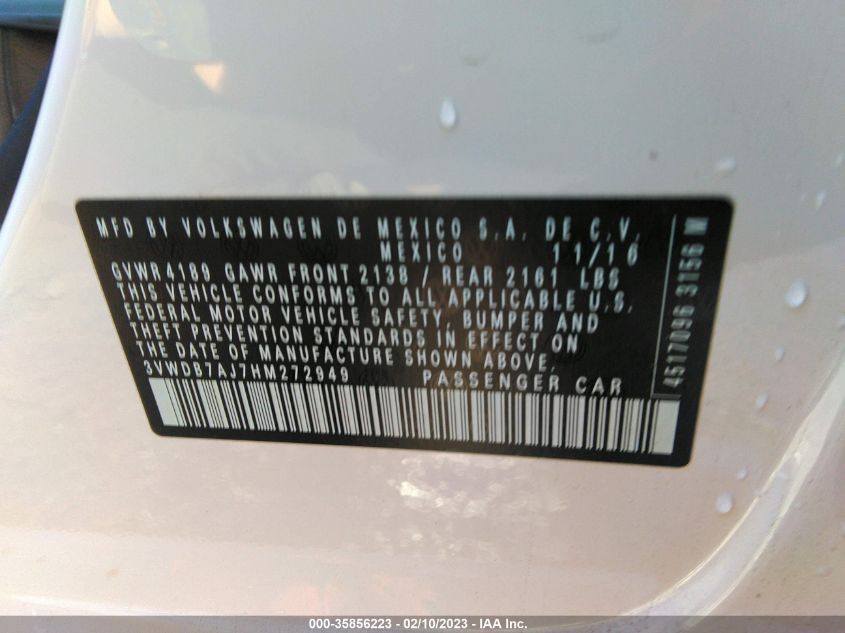 MFD BY VOLKSWAGEN DE MEXICO S.A. DE C.V.
MEXICO 11/16
GVWR 4189 GAWR FRONT 2138 / REAR 2161 LBS
THIS VEHICLE CONFORMS TO ALL APPLICABLE U.S.
FEDERAL MOTOR VEHICLE SAFETY, BUMPER AND
THEFT PREVENTION STANDARDS IN EFFECT ON
THE DATE OF MANUFACTURE SHOWN ABOVE.
3VWDB7AJ7HM272949 PASSENGER CAR
4517096 3156 M
000-35856223 - 02/10/2023 - IAA Inc.